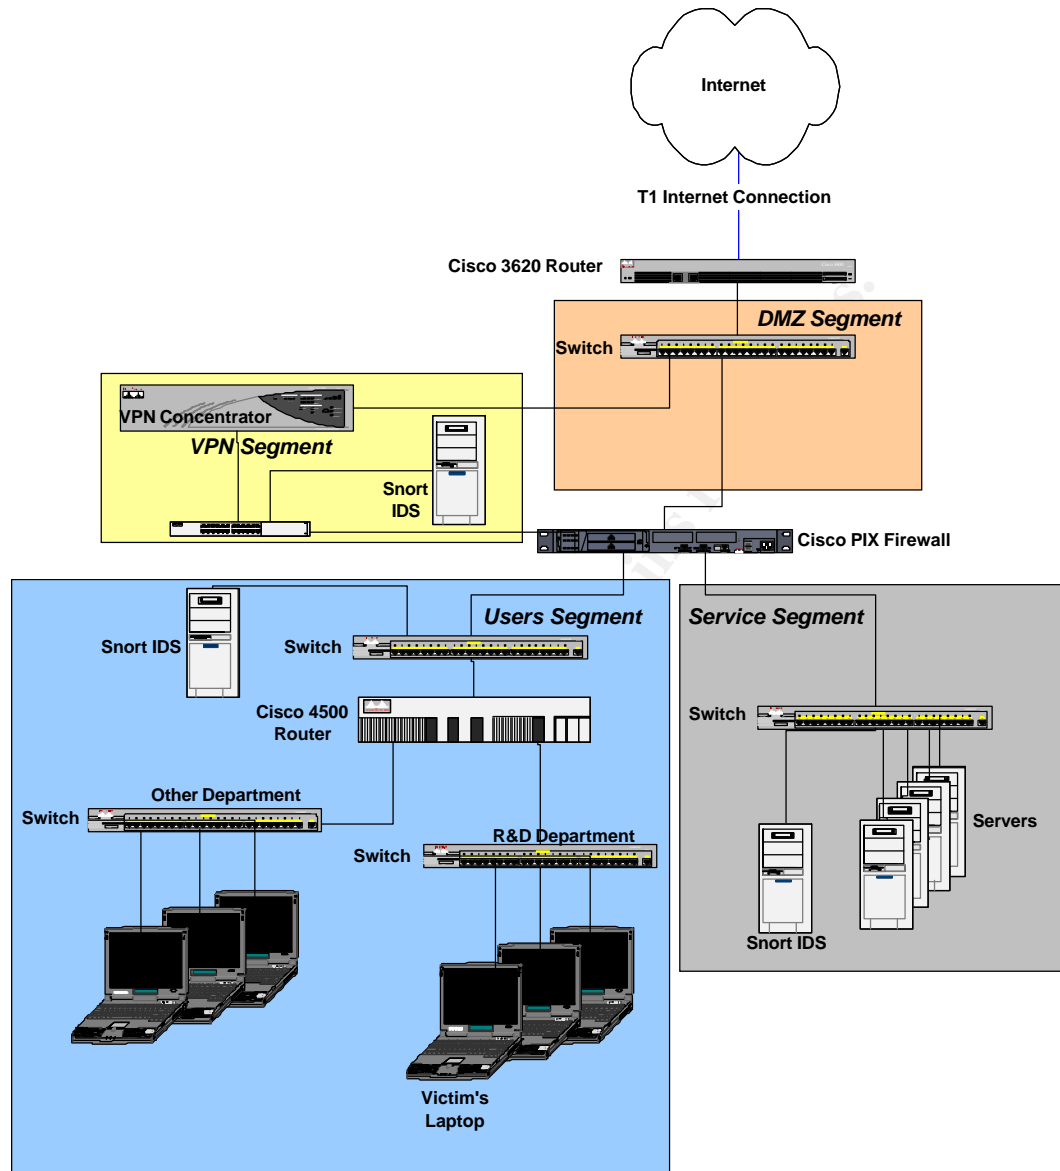 Internet
T1 Internet Connection
Cisco 3620 Router
DMZ Segment
Switch
VPN Concentrator
VPN Segment
Snort
IDS
Cisco PIX Firewall
Users Segment
Service Segment
Snort IDS
Switch
Cisco 4500
Router
Switch
Other Department
Switch
R&D Department
Switch
Servers
Snort IDS
Victim's
Laptop